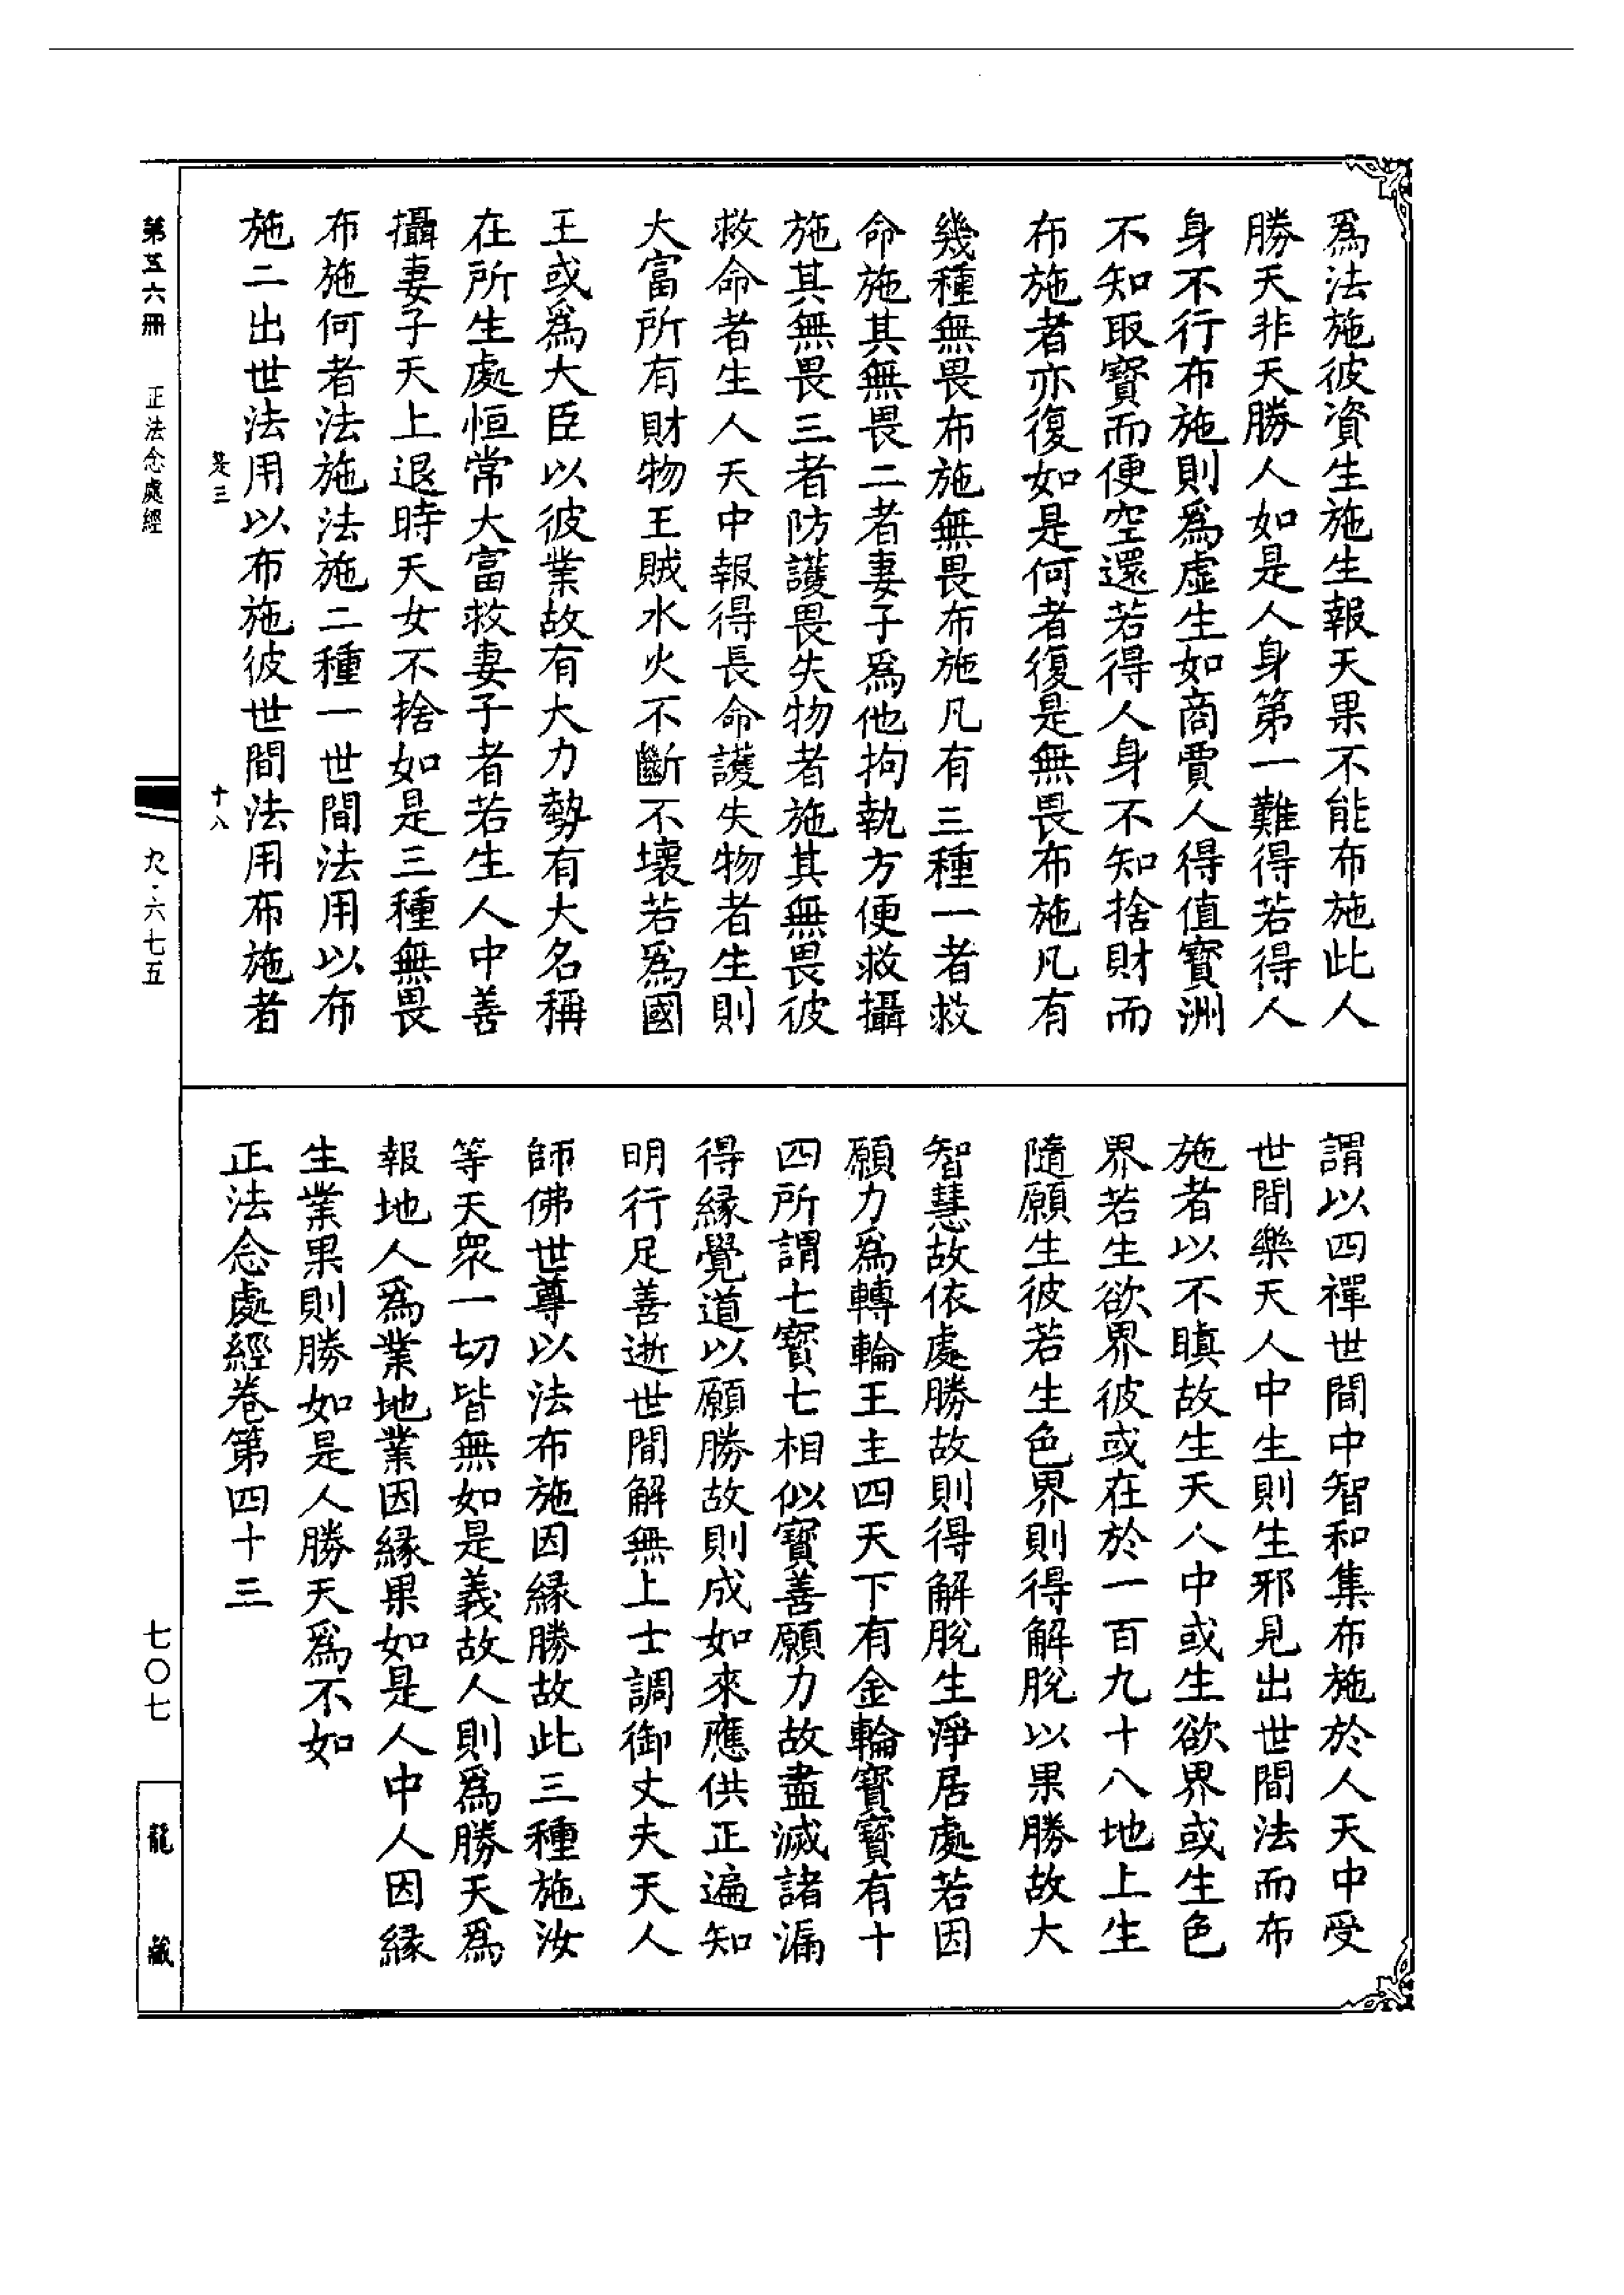 爲法施彼資生施生報天果不能布施此人
勝天非天勝人如是人身第一難得若得人
身不行布施則爲虛生如商賈人得值寳洲
不知取寳而便空還若得人身不知捨財而
布施者亦復如是何者復是無畏布施凡有
幾種無畏布施無畏布施凡有三種一者救
命施其無畏二者妻子爲他拘執方便救攝
施其無畏三者防護畏失物者施其無畏彼
救命者生人天中報得長命護失物者生則
大富所有財物王賊水火不斷不壞若爲國
王或爲大臣以彼業故有大力勢有大名稱
在所生處恒常大富救妻子者若生人中善
攝妻子天上退時天女不捨如是三種無畏
布施何者法施法施二種一世間法用以布
施二出世法用以布施彼世間法用布施者
謂以四禪世間中智和集布施於人天中受
世間樂天人中生則生邪見出世間法而布
施者以不瞋故生天人中或生欲界或生色
界若生欲界彼或在於一百九十八地上生
隨願生彼若生色界則得解脫以果勝故大
智慧故依處勝故則得解脫生淨居處若因
願力爲轉輪王主四天下有金輪寳寳有十
四所謂七寳七相似寳善願力故盡滅諸漏
得緣覺道以願勝故則成如來應供正遍知
明行足善逝世間解無上士調御丈夫天人
師佛世尊以法布施因緣勝故此三種施汝
等天眾一切皆無如是義故人則爲勝天爲
報地人爲業地業因緣果如是人中人因緣
生業果則勝如是人勝天爲不如
正法念處經卷第四十三
第五六冊
正法念處經
十八
九·六七五
七〇七
龍藏